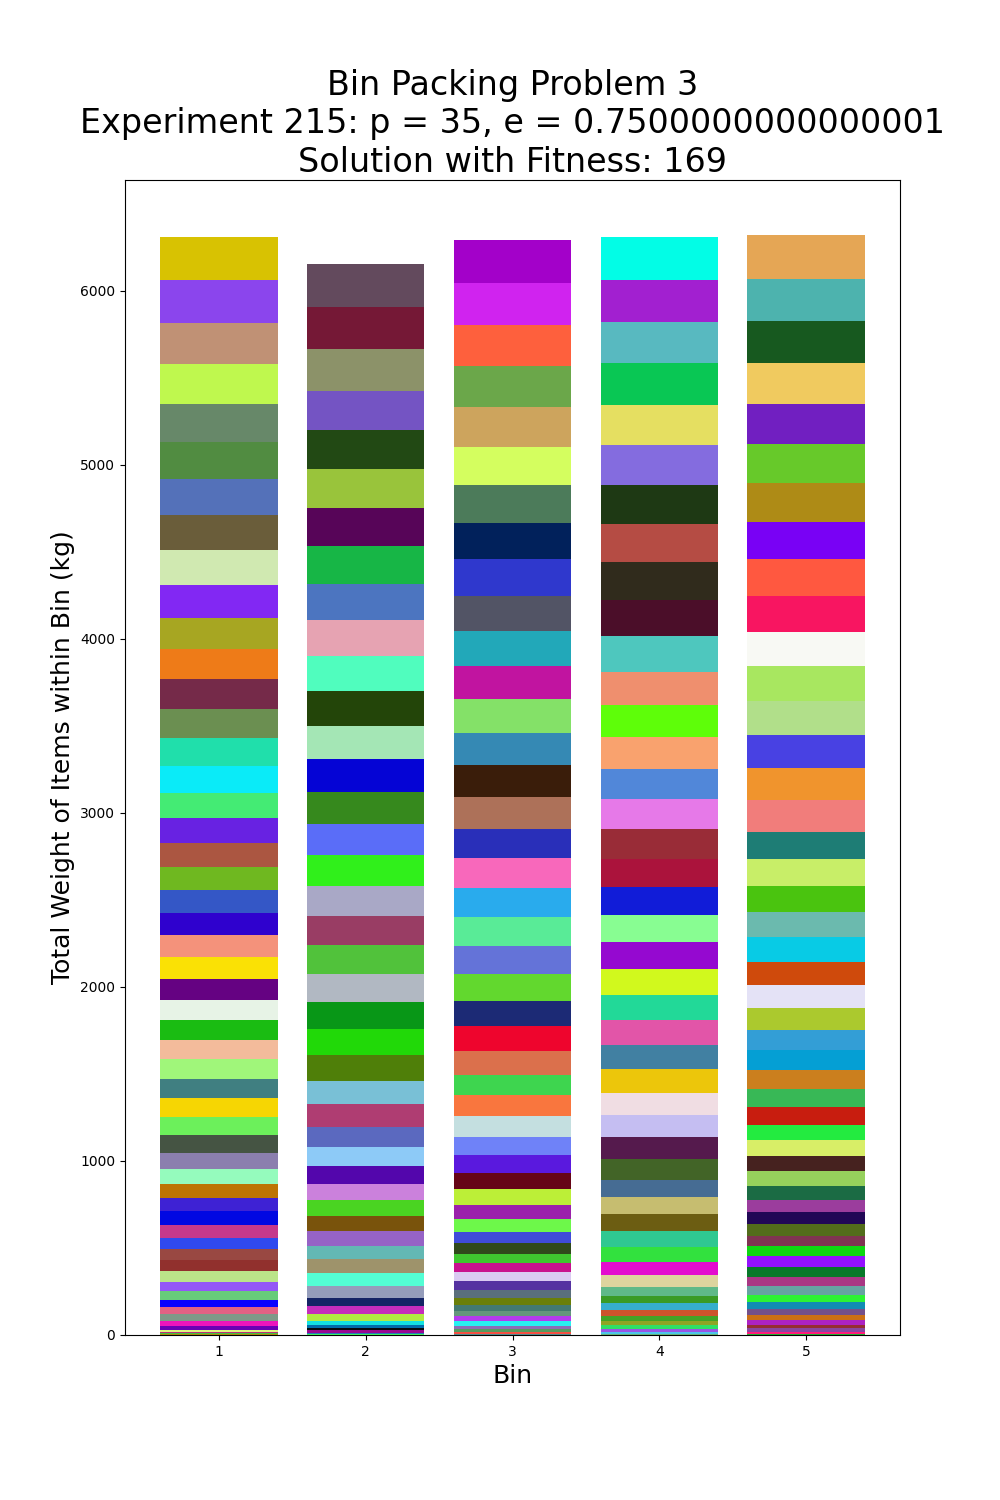 Bin Packing Problem 3
Experiment 215: p = 35, e = 0.7500000000000001
Solution with Fitness: 169
Total Weight of Items within Bin (kg)
6000
5000
4000
3000
2000
1000
0
1 2 3 4 5
Bin